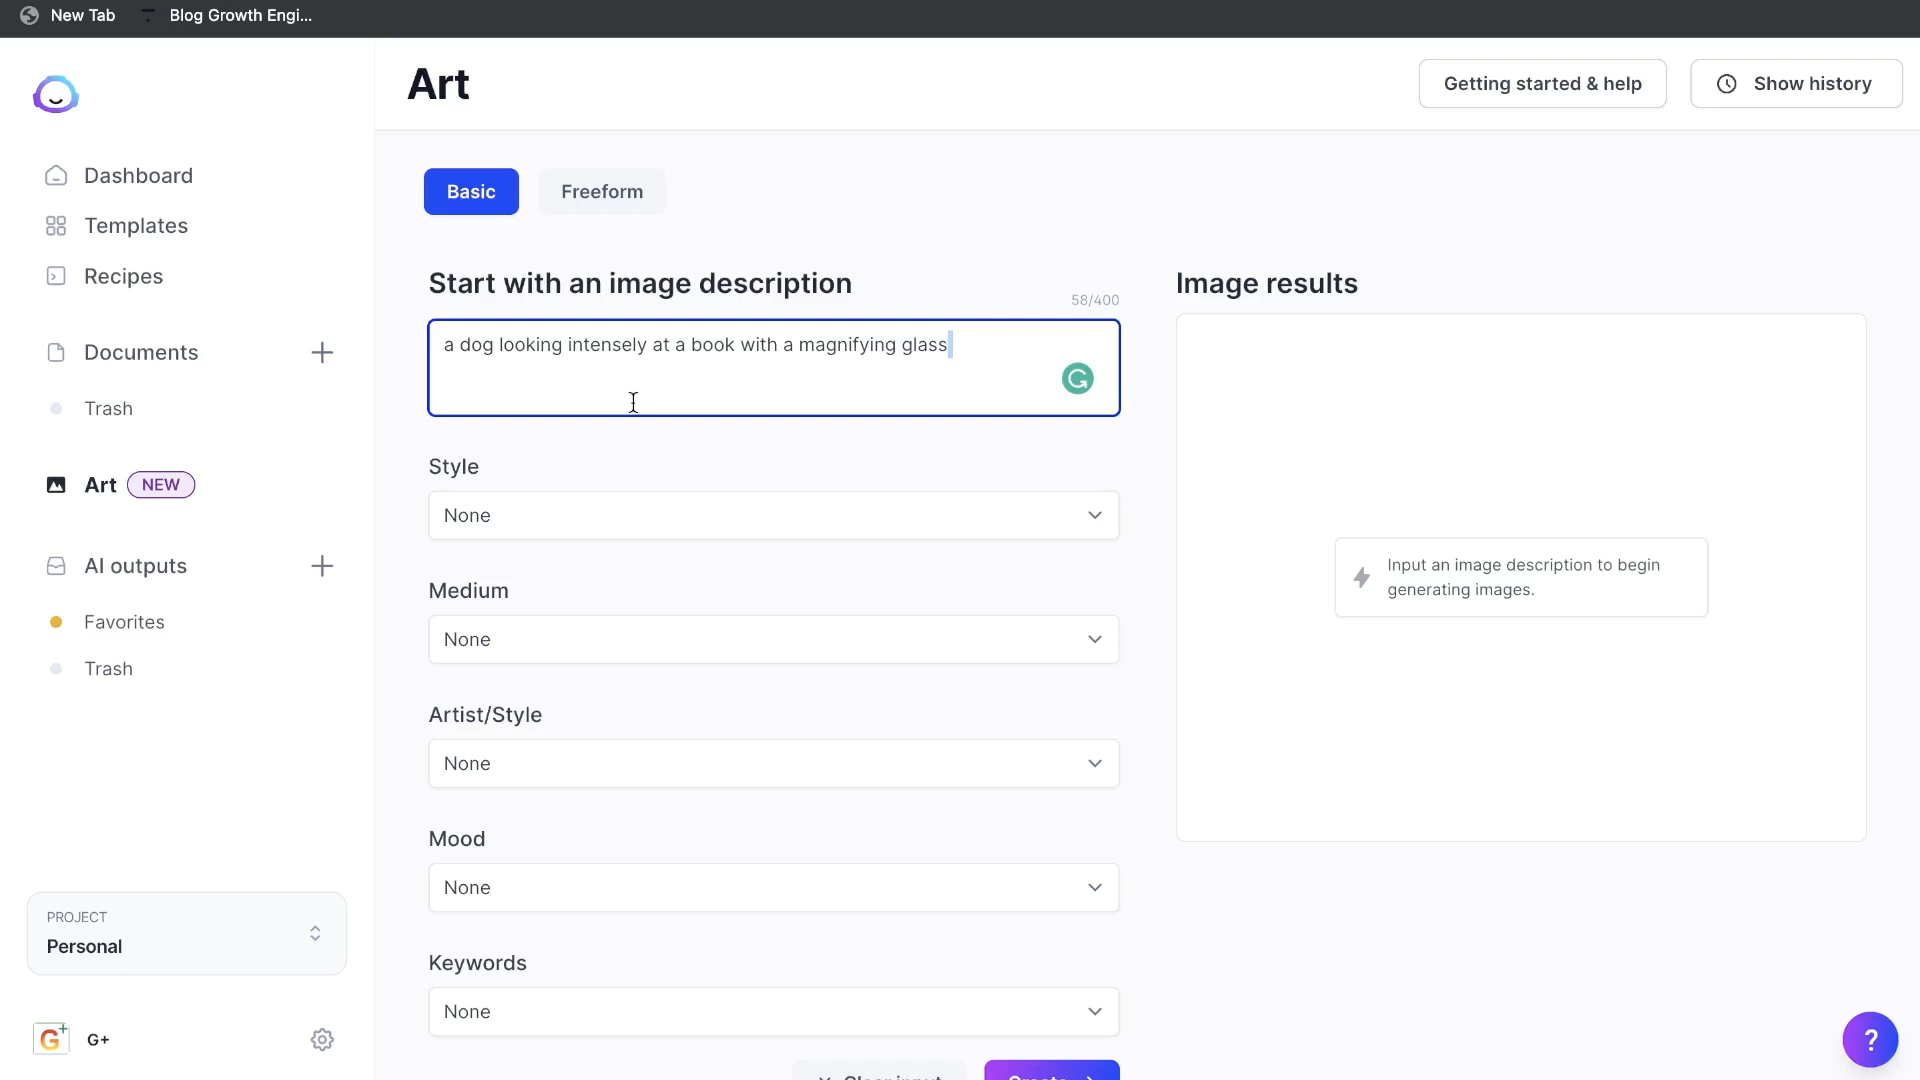 New Tab
Blog Growth Engi...
Art
Getting started & help
Show history
Dashboard
Templates
Recipes
Documents
Trash
Art NEW
AI outputs
Favorites
Trash
PROJECT
Personal
G+
Basic
Freeform
Start with an image description
58/400
a dog looking intensely at a book with a magnifying glass
Style
None
Medium
None
Artist/Style
None
Mood
None
Keywords
None
Clear input
Create
Image results
Input an image description to begin
generating images.
?